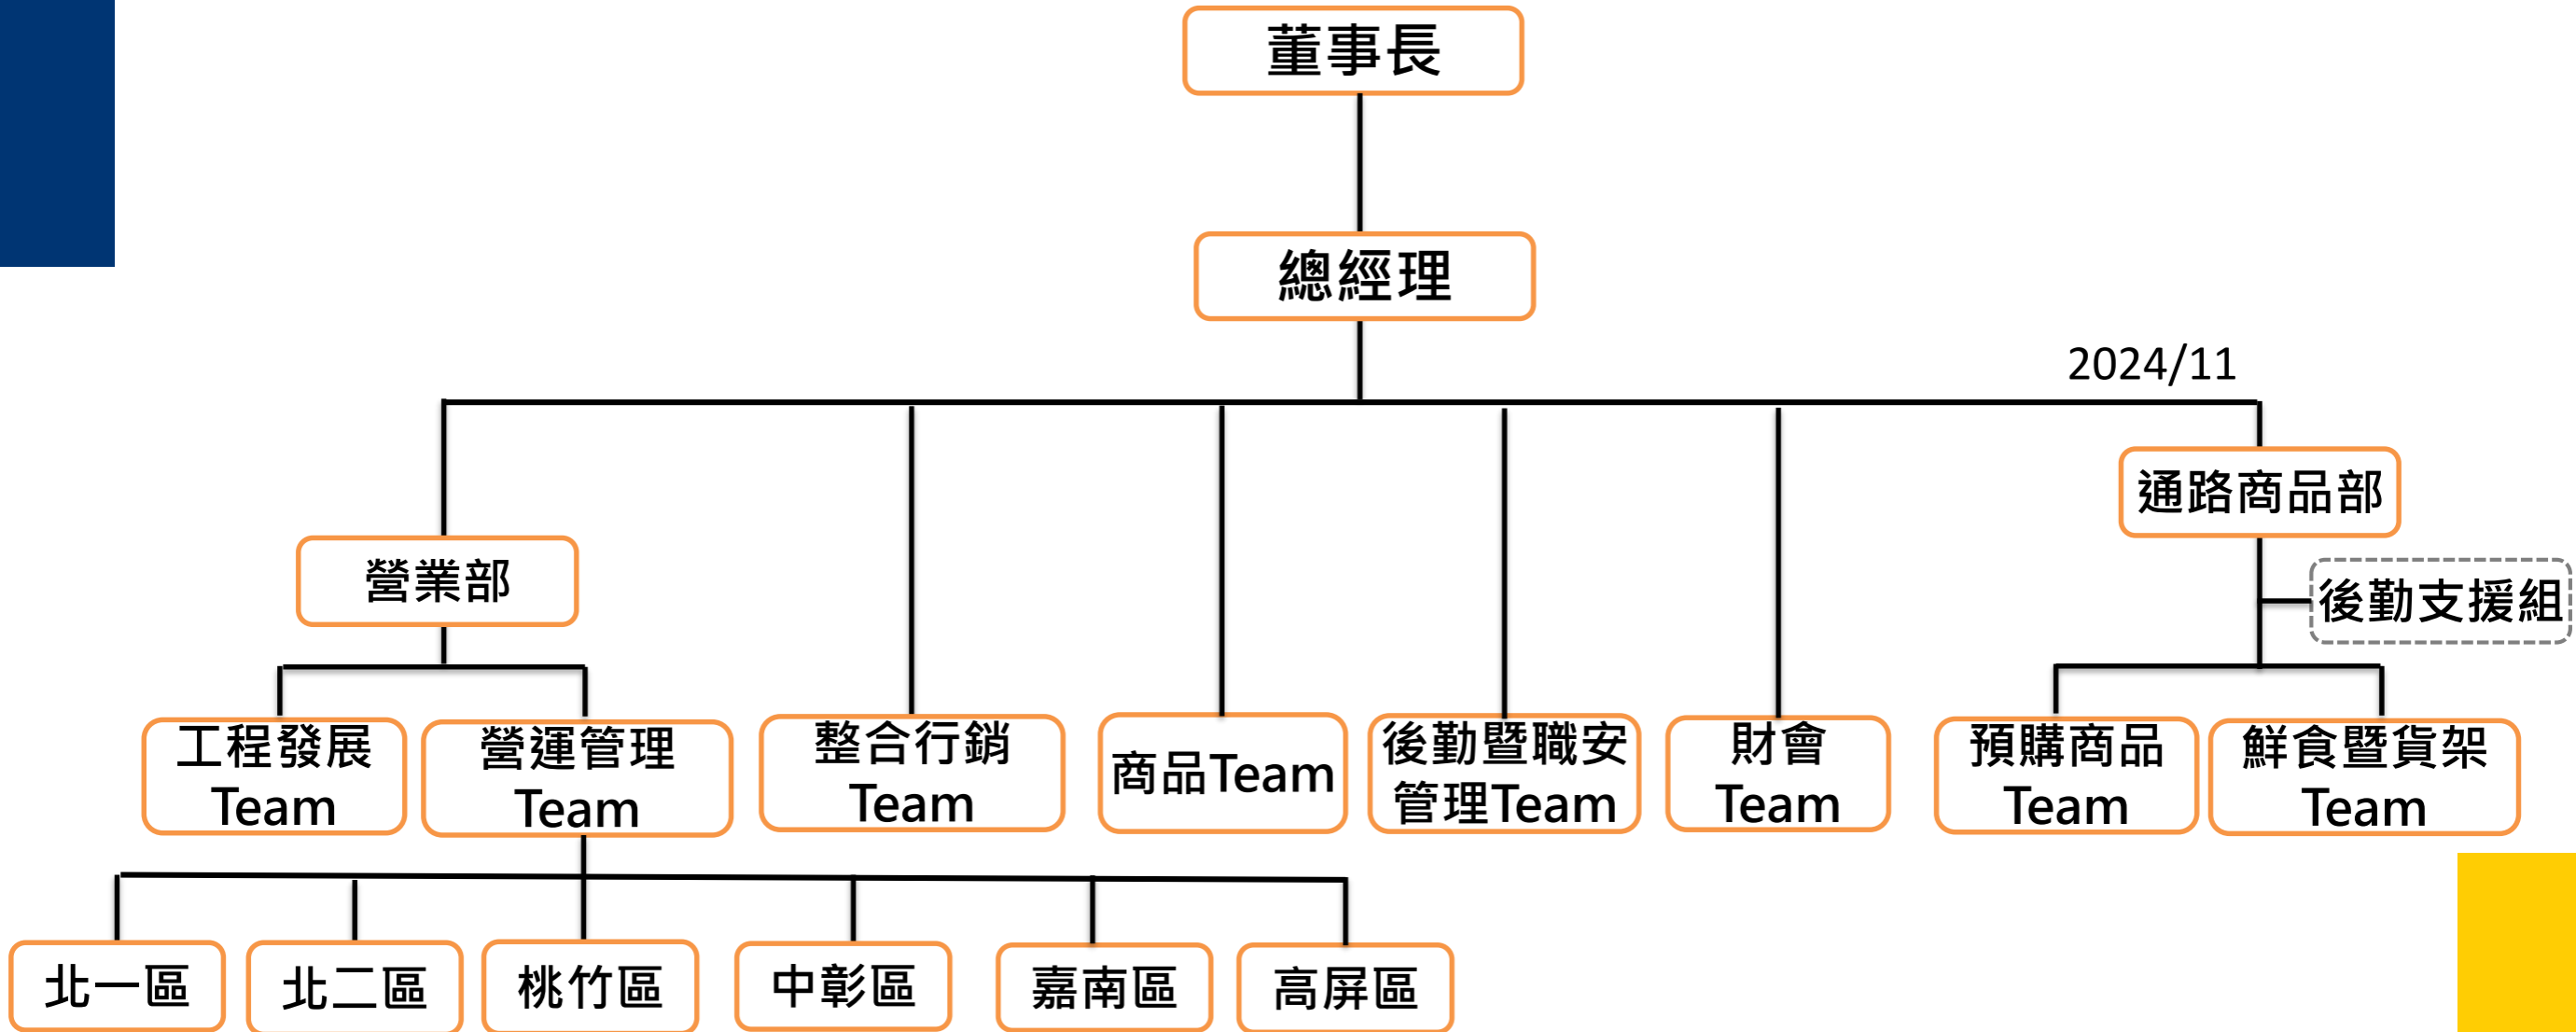 董事長
總經理
2024/11
通路商品部
營業部
後勤支援組
工程發展
Team
營運管理
Team
整合行銷
Team
商品Team
後勤暨職安
管理Team
財會
Team
預購商品
Team
鮮食暨貨架
Team
北一區
北二區
桃竹區
中彰區
嘉南區
高屏區